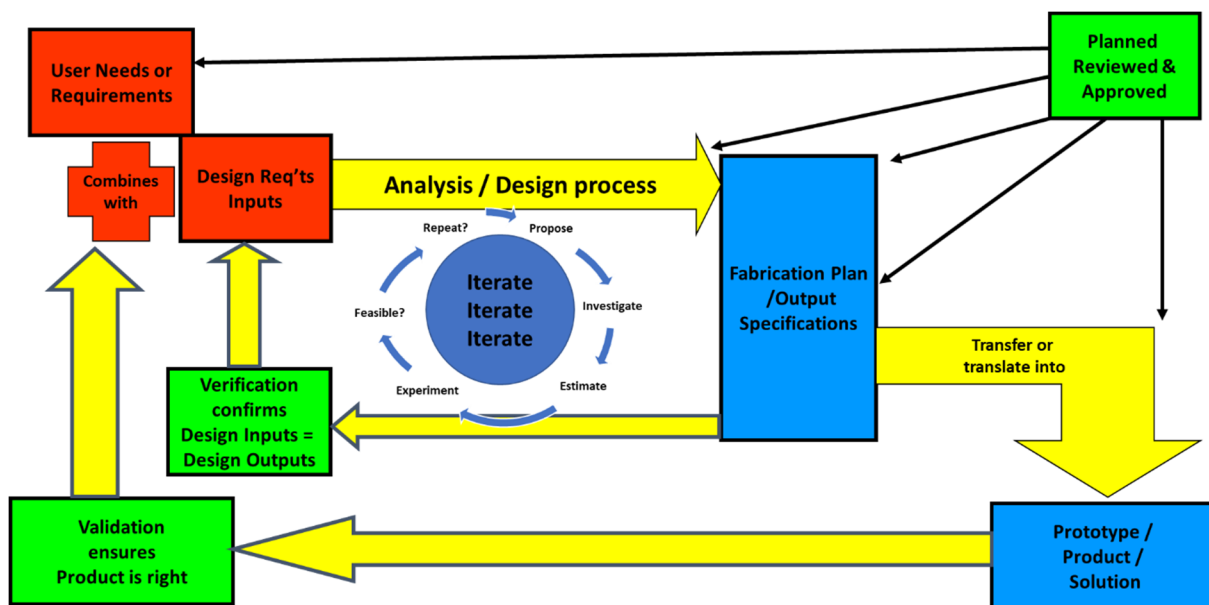 User Needs or
Requirements
Planned
Reviewed &
Approved
Combines
with
Design Req'ts
Inputs
Analysis / Design process
Repeat?
Propose
Iterate
Iterate
Iterate
Feasible?
Investigate
Experiment
Estimate
Fabrication Plan
/Output
Specifications
Transfer or
translate into
Verification
confirms
Design Inputs =
Design Outputs
Validation
ensures
Product is right
Prototype /
Product /
Solution